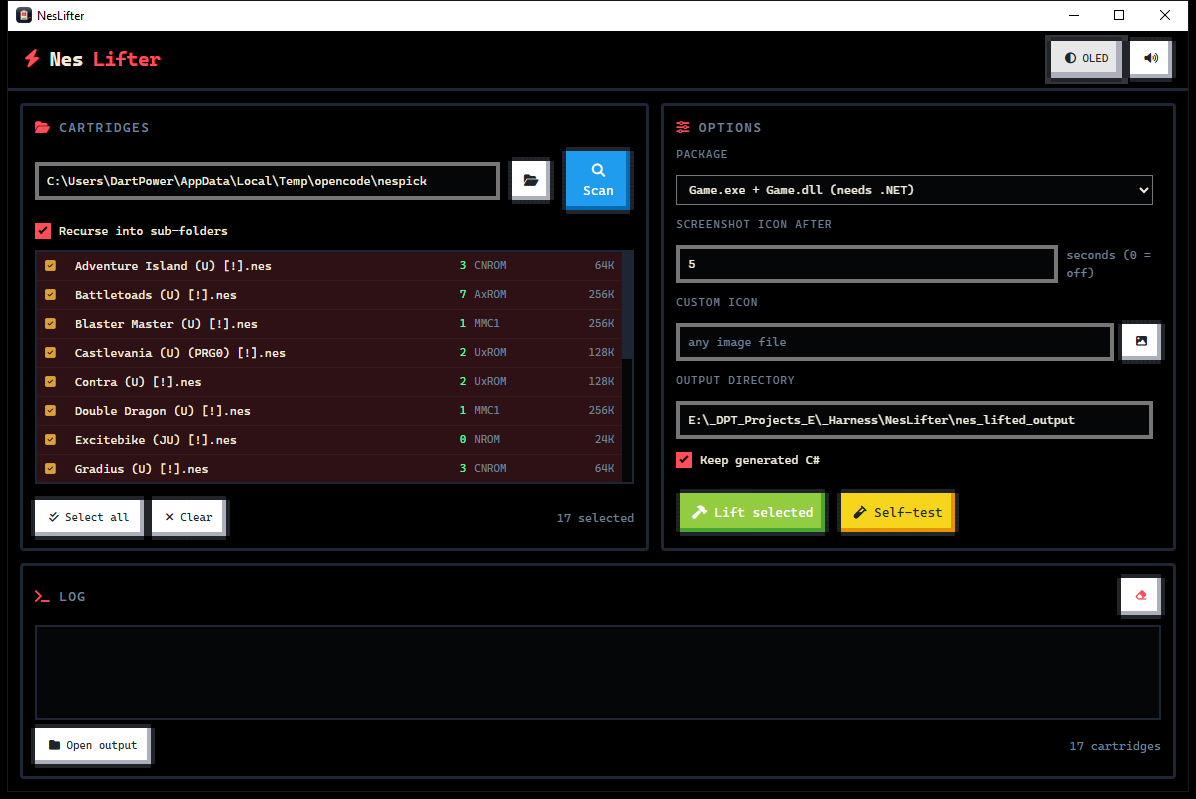 NesLifter
Nes Lifter
OLED
CARTRIDGES
C:\Users\DartPower\AppData\Local\Temp\opencode\nespick
Scan
Recurse into sub-folders
Adventure Island (U) [!].nes 3 CNROM 64K
Battletoads (U) [!].nes 7 AxROM 256K
Blaster Master (U) [!].nes 1 MMC1 256K
Castlevania (U) (PRG0) [!].nes 2 UxROM 128K
Contra (U) [!].nes 2 UxROM 128K
Double Dragon (U) [!].nes 1 MMC1 256K
Excitebike (JU) [!].nes 0 NROM 24K
Gradius (U) [!].nes 3 CNROM 64K
Select all
Clear
17 selected
OPTIONS
PACKAGE
Game.exe + Game.dll (needs .NET)
SCREENSHOT ICON AFTER
5
seconds (0 =
off)
CUSTOM ICON
any image file
OUTPUT DIRECTORY
E:\_DPT_Projects_E\_Harness\NesLifter\nes_lifted_output
Keep generated C#
Lift selected
Self-test
LOG
Open output
17 cartridges